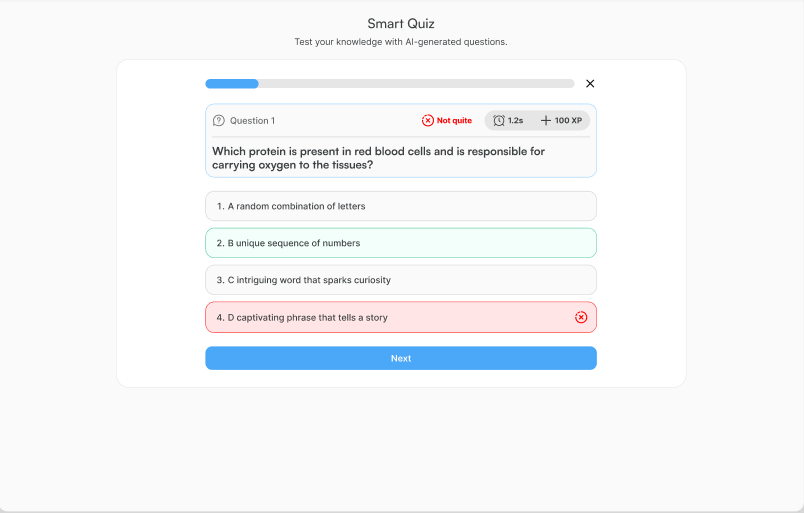 Smart Quiz
Test your knowledge with AI-generated questions.
Question 1
Not quite
1.2s
100 XP
Which protein is present in red blood cells and is responsible for
carrying oxygen to the tissues?
1. A random combination of letters
2. B unique sequence of numbers
3. C intriguing word that sparks curiosity
4. D captivating phrase that tells a story
Next